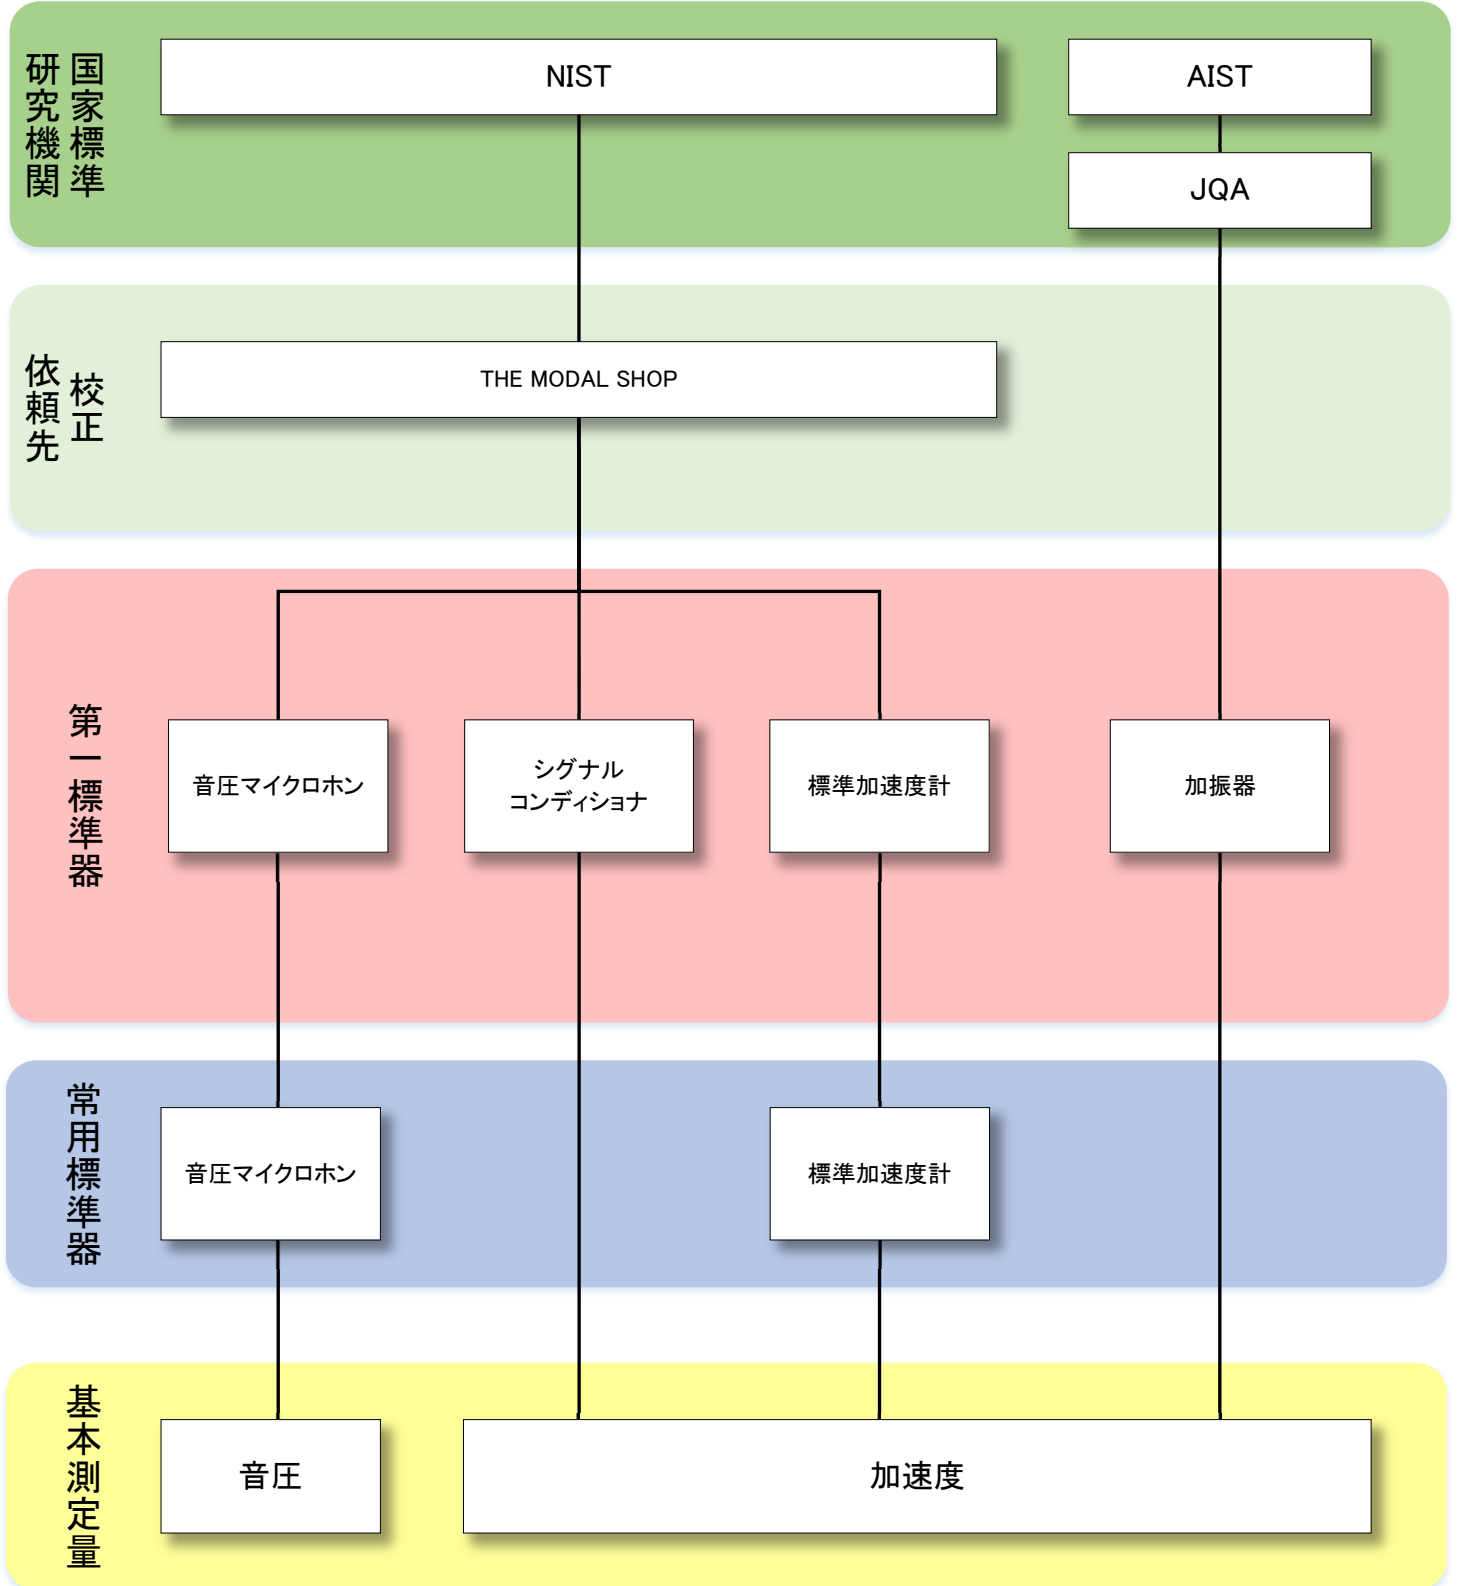 国家標準
研究機関
NIST
AIST
JQA
校正
依頼先
THE MODAL SHOP
第一標準器
音圧マイクロホン
シグナル
コンディショナ
標準加速度計
加振器
常用標準器
音圧マイクロホン
標準加速度計
基本測定量
音圧
加速度